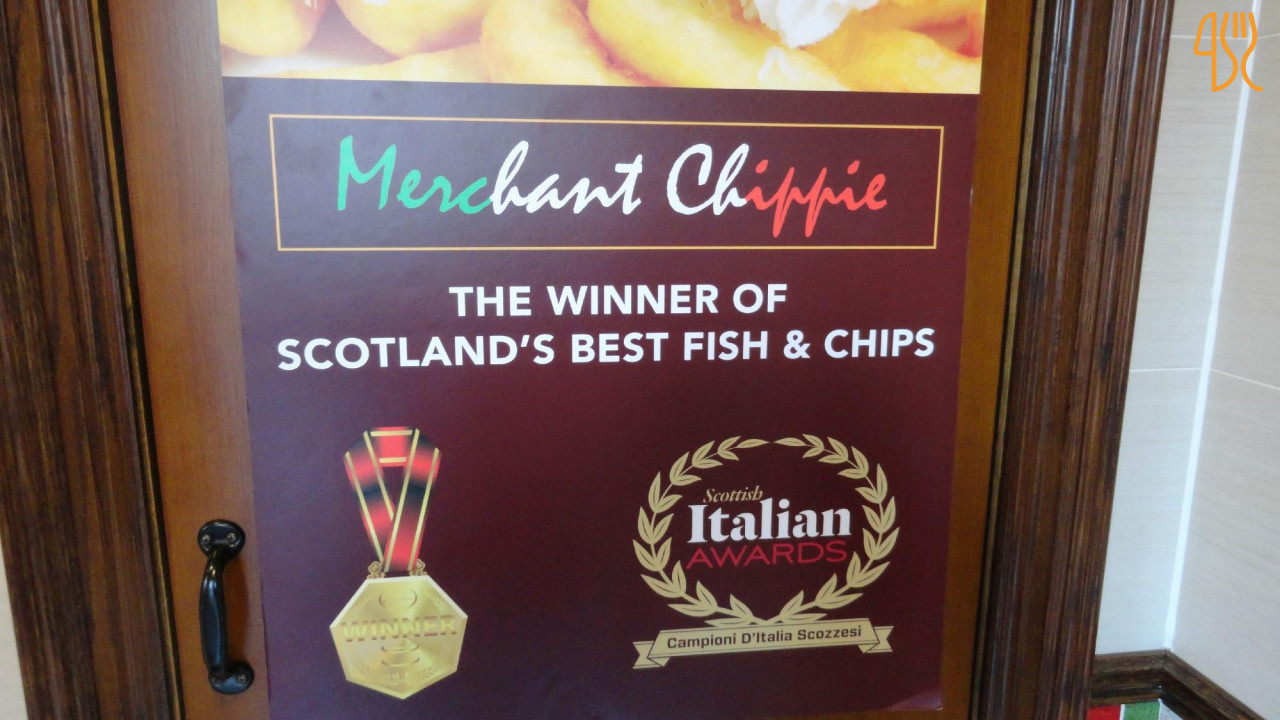 Merchant Chippie
THE WINNER OF
SCOTLAND'S BEST FISH & CHIPS
WINNER
Scottish
Italian
AWARDS
Campioni D'Italia Scozzesi